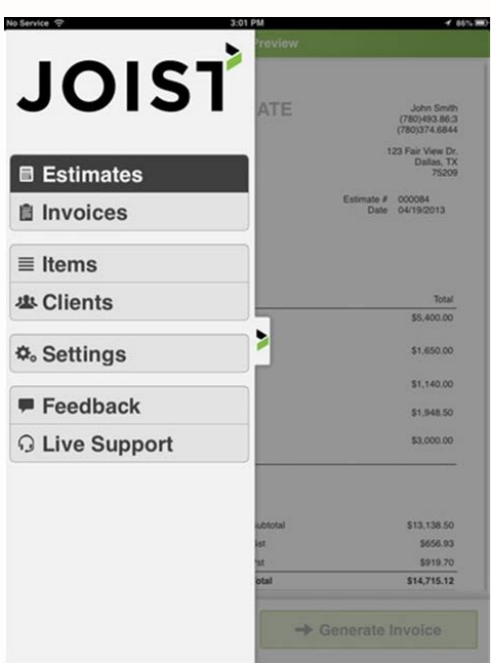 No Service 3:01 PM 86%
Preview
JOIST
ATE
John Smith
(780)493.86;3
(780)374.6844
123 Fair View Dr.
Dallas, TX
75209
Estimates
Invoices
Estimate # 000084
Date 04/19/2013
Items
Clients
Total
$5,400.00
Settings
$1,650.00
$1,140.00
Feedback
$1,948.50
Live Support
$3,000.00
ubtotal $13,138.50
Gst $656.93
Pst $919.70
otal $14,715.12
Generate Invoice